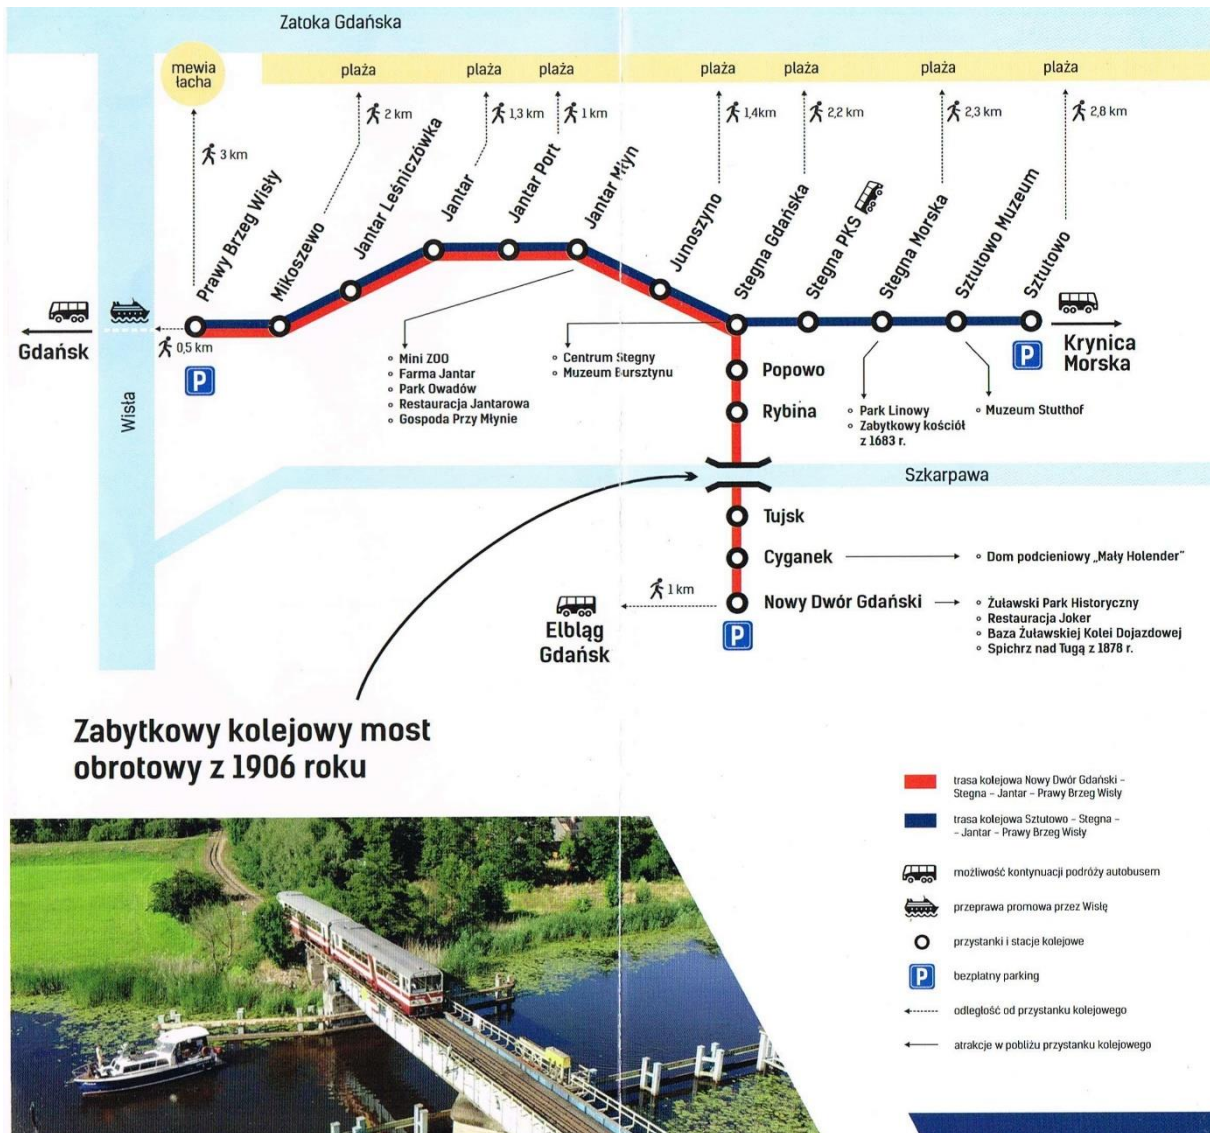 Zatoka Gdańska
mewia
łacha
plaża
plaża
plaża
plaża
plaża
plaża
plaża
3 km
2 km
1,3 km
1 km
1,4km
2,2 km
2,3 km
2,8 km
Prawy Brzeg Wisły
Mikoszewo
Jantar Leśniczówka
Jantar
Jantar Port
Jantar Młyn
Junoszyno
Stegna Gdańska
Stegna PKS
Stegna Morska
Sztutowo Muzeum
Sztutowo
Gdańsk
0,5 km
P
Wisła
Mini ZOO
Farma Jantar
Park Owadów
Restauracja Jantarowa
Gospoda Przy Młynie
Centrum Stegny
Muzeum Bursztynu
Popowo
Rybina
Park Linowy
Zabytkowy kościół
z 1683 r.
Muzeum Stutthof
P
Krynica
Morska
Szkarpawa
Tujsk
Cyganek
Dom podcieniowy „Mały Holender”
Nowy Dwór Gdański
Żuławski Park Historyczny
Restauracja Joker
Baza Żuławskiej Kolei Dojazdowej
Spichrz nad Tugą z 1878 r.
1 km
P
Elbląg
Gdańsk
Zabytkowy kolejowy most
obrotowy z 1906 roku
trasa kolejowa Nowy Dwór Gdański –
Stegna – Jantar – Prawy Brzeg Wisły
trasa kolejowa Sztutowo – Stegna –
– Jantar – Prawy Brzeg Wisły
możliwość kontynuacji podróży autobusem
przeprawa promowa przez Wisłę
przystanki i stacje kolejowe
P
bezpłatny parking
odległość od przystanku kolejowego
atrakcje w pobliżu przystanku kolejowego